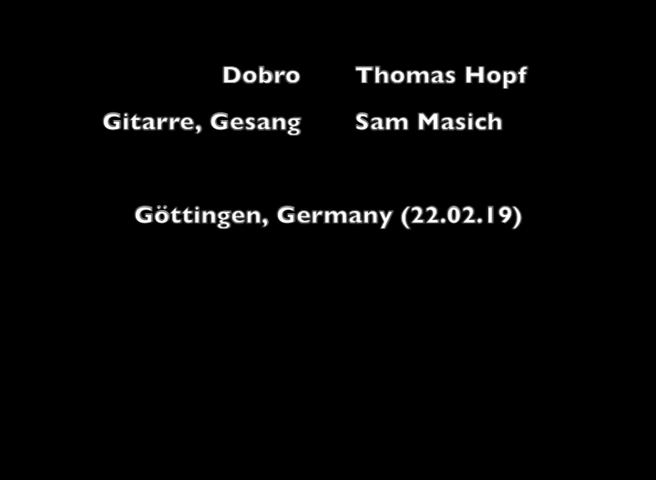 Dobro Thomas Hopf
Gitarre, Gesang Sam Masich
Göttingen, Germany (22.02.19)